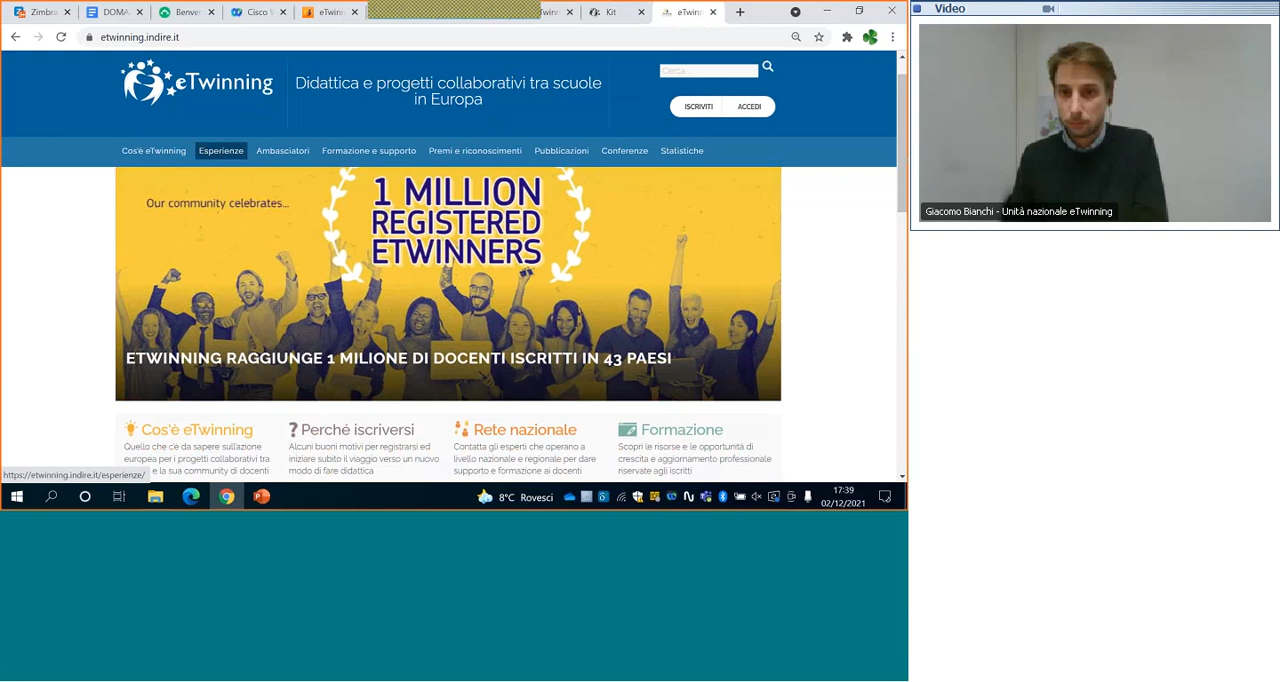 Zimbra
DOMA
Benve
Cisco W
eTwinn
winn
Kit
eTwinn
etwinning.indire.it
eTwinning
Didattica e progetti collaborativi tra scuole
in Europa
Cerca...
ISCRIVITI
ACCEDI
Cos'è eTwinning
Esperienze
Ambasciatori
Formazione e supporto
Premi e riconoscimenti
Pubblicazioni
Conferenze
Statistiche
Our community celebrates...
1 MILLION
REGISTERED
ETWINNERS
ETWINNING RAGGIUNGE 1 MILIONE DI DOCENTI ISCRITTI IN 43 PAESI
Cos'è eTwinning
Quello che c'è da sapere sull'azione
europea per i progetti collaborativi tra
e la sua community di docenti
Perché iscriversi
Alcuni buoni motivi per registrarsi ed
iniziare subito il viaggio verso un nuovo
modo di fare didattica
Rete nazionale
Contatta gli esperti che operano a
livello nazionale e regionale per dare
supporto e formazione ai docenti
Formazione
Scopri le risorse e le opportunità di
crescita e aggiornamento professionale
riservate agli iscritti
https://etwinning.indire.it/esperienze/
8°C Rovesci
17:39
02/12/2021
Video
Giacomo Bianchi - Unità nazionale eTwinning